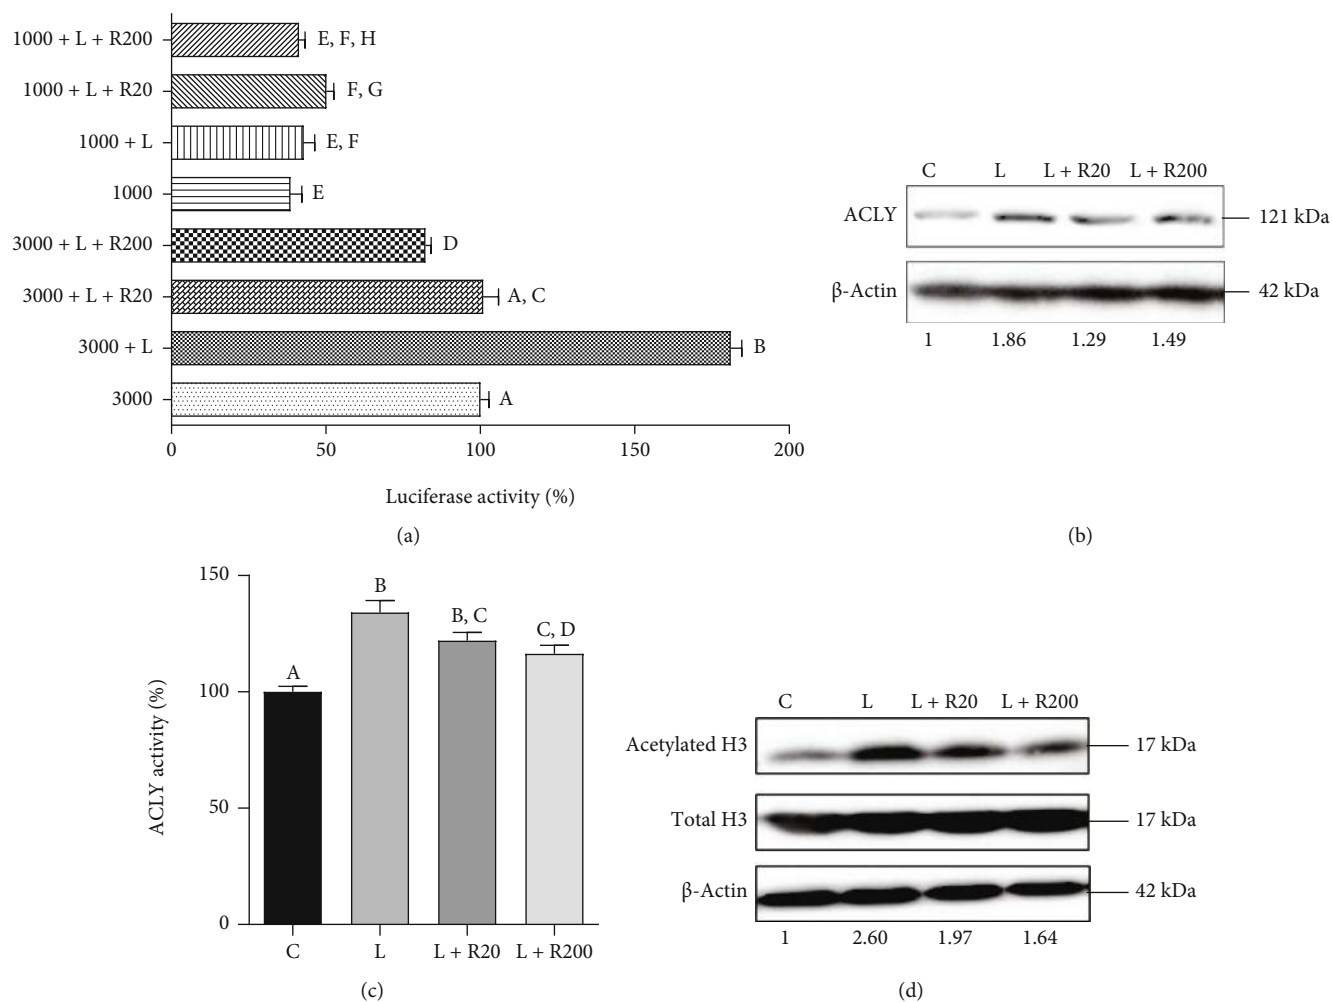 1000 + L + R200
E, F, H
1000 + L + R20
F, G
1000 + L
E, F
1000
E
3000 + L + R200
D
3000 + L + R20
A, C
3000 + L
B
3000
A
0 50 100 150 200
Luciferase activity (%)
(a)
C L L + R20 L + R200
ACLY 121 kDa
β-Actin 42 kDa
1 1.86 1.29 1.49
(b)
150
100
50
0
ACLY activity (%)
A
B
B, C
C, D
C L L + R20 L + R200
(c)
C L L + R20 L + R200
Acetylated H3 17 kDa
Total H3 17 kDa
β-Actin 42 kDa
1 2.60 1.97 1.64
(d)